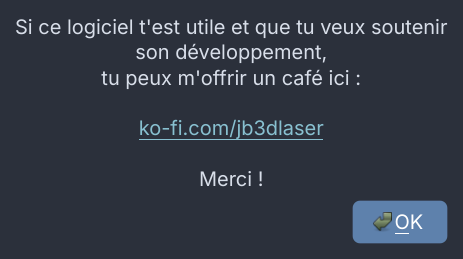 Si ce logiciel t'est utile et que tu veux soutenir
son développement,
tu peux m'offrir un café ici :
ko-fi.com/jb3dlaser
Merci !
OK